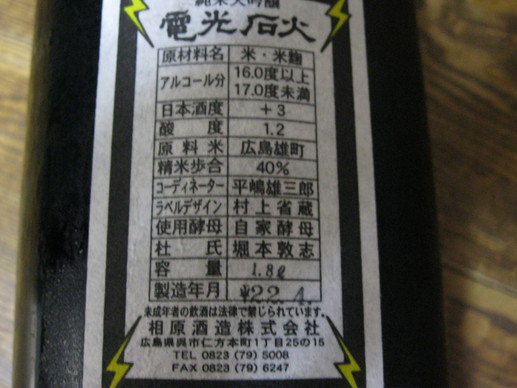 純米大吟醸
電光石火
原材料名 米・米麹
アルコール分 16.0度以上
17.0度未満
日本酒度 +3
酸度 1.2
原料米 広島雄町
精米歩合 40%
コーディネーター 平嶋雄三郎
ラベルデザイン 村上省蔵
使用酵母 自家酵母
杜氏 堀本敦志
容量 1.8ℓ
製造年月 22.4.
未成年者の飲酒は法律で禁じられています。
相原酒造株式会社
広島県呉市仁方本町1丁目25の15
TEL 0823 (79) 5008
FAX 0823 (79) 6247